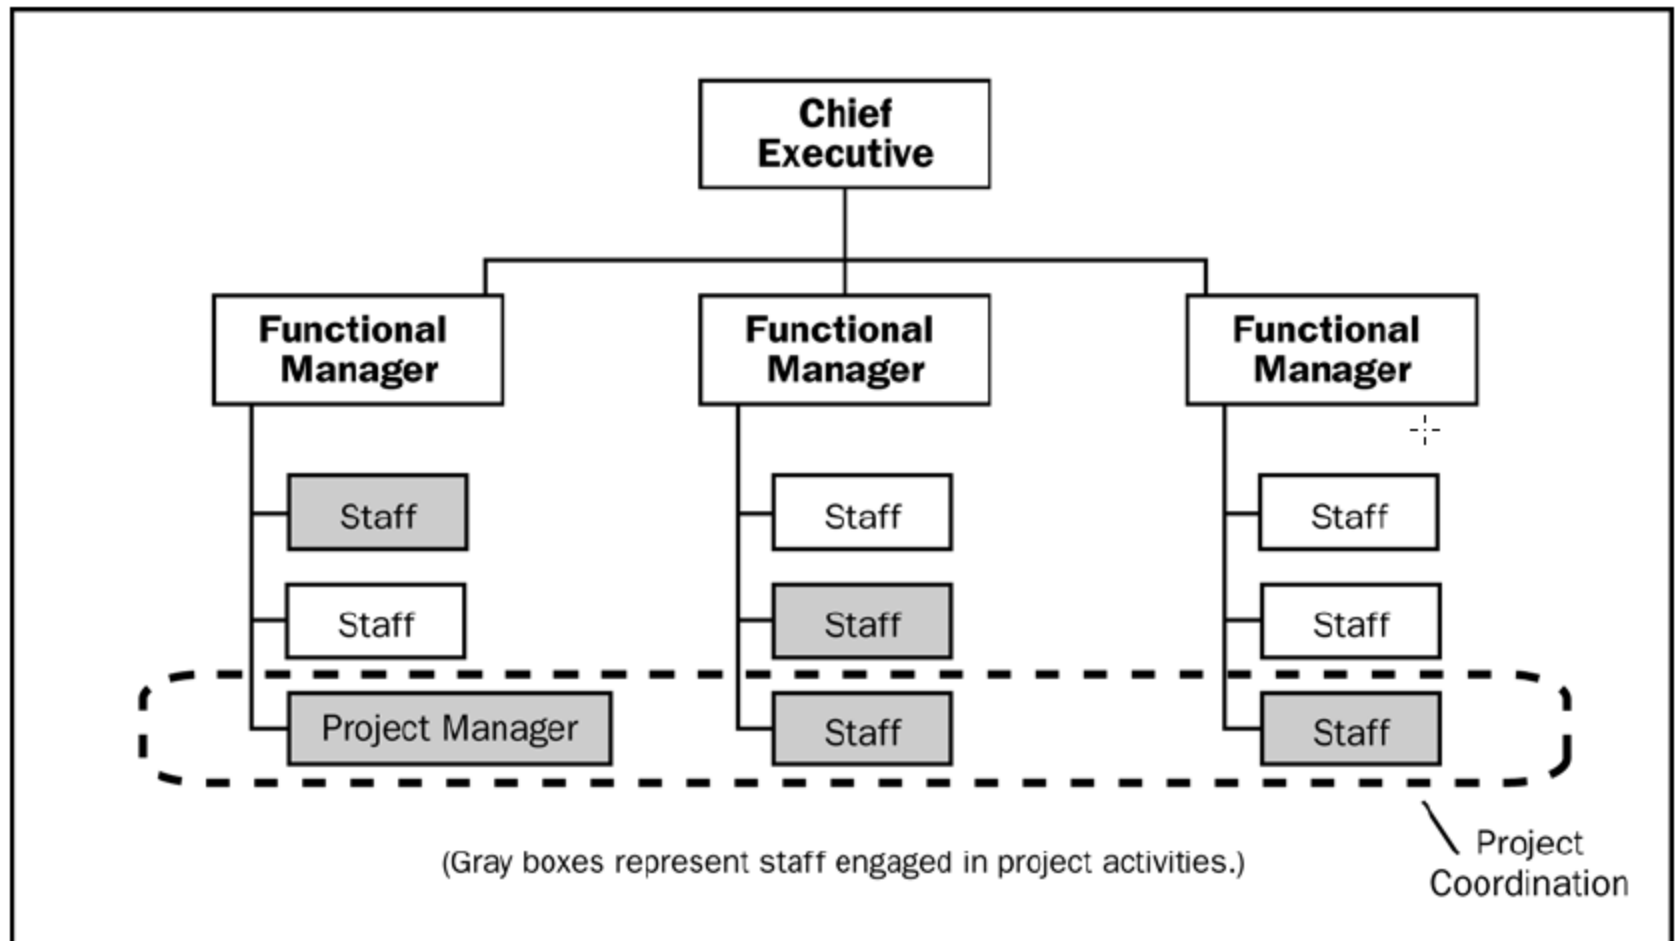 Chief
Executive
Functional
Manager
Functional
Manager
Functional
Manager
Staff
Staff
Staff
Staff
Staff
Staff
Project Manager
Staff
Staff
(Gray boxes represent staff engaged in project activities.)
Project
Coordination